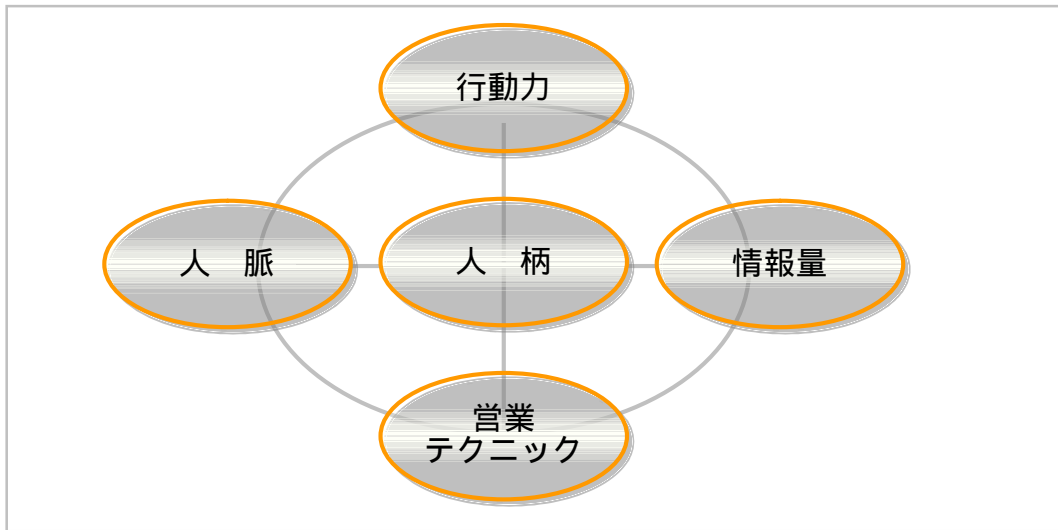 行動力
人　脈
人　柄
情報量
営業
テクニック